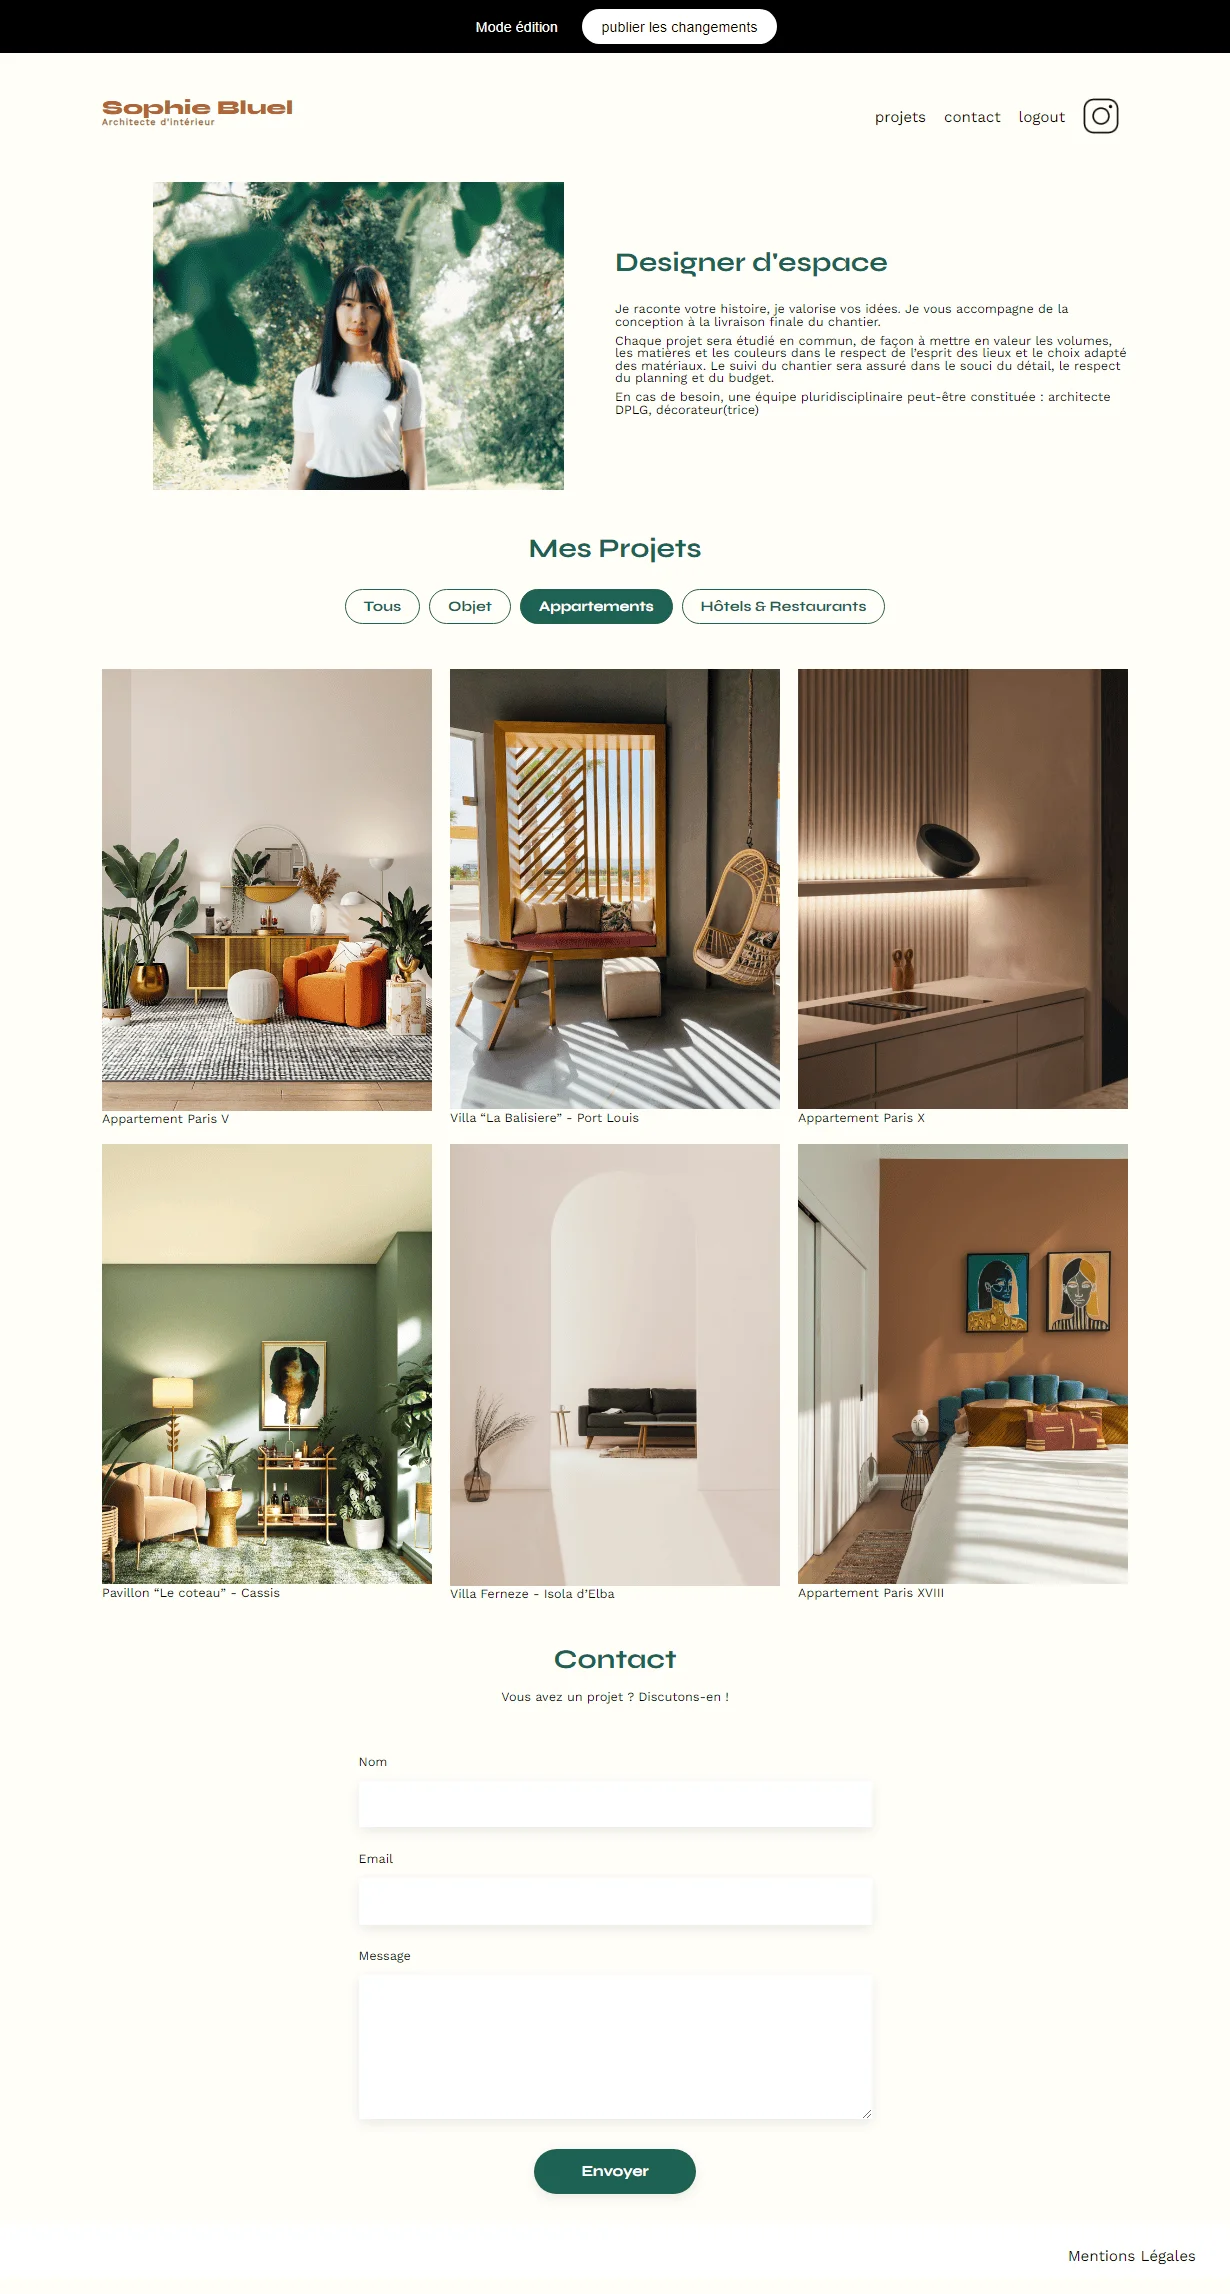 Mode édition
publier les changements
Sophie Bluel
Architecte d'intérieur
projets
contact
logout
Designer d'espace
Je raconte votre histoire, je valorise vos idées. Je vous accompagne de la
conception à la livraison finale du chantier.
Chaque projet sera étudié en commun, de façon à mettre en valeur les volumes,
les matières et les couleurs dans le respect de l’esprit des lieux et le choix adapté
des matériaux. Le suivi du chantier sera assuré dans le souci du détail, le respect
du planning et du budget.
En cas de besoin, une équipe pluridisciplinaire peut-être constituée : architecte
DPLG, décorateur(trice)
Mes Projets
Tous
Objet
Appartements
Hôtels & Restaurants
Appartement Paris V
Villa “La Balisiere” - Port Louis
Appartement Paris X
Pavillon “Le coteau” - Cassis
Villa Ferneze - Isola d’Elba
Appartement Paris XVIII
Contact
Vous avez un projet ? Discutons-en !
Nom
Email
Message
Envoyer
Mentions Légales